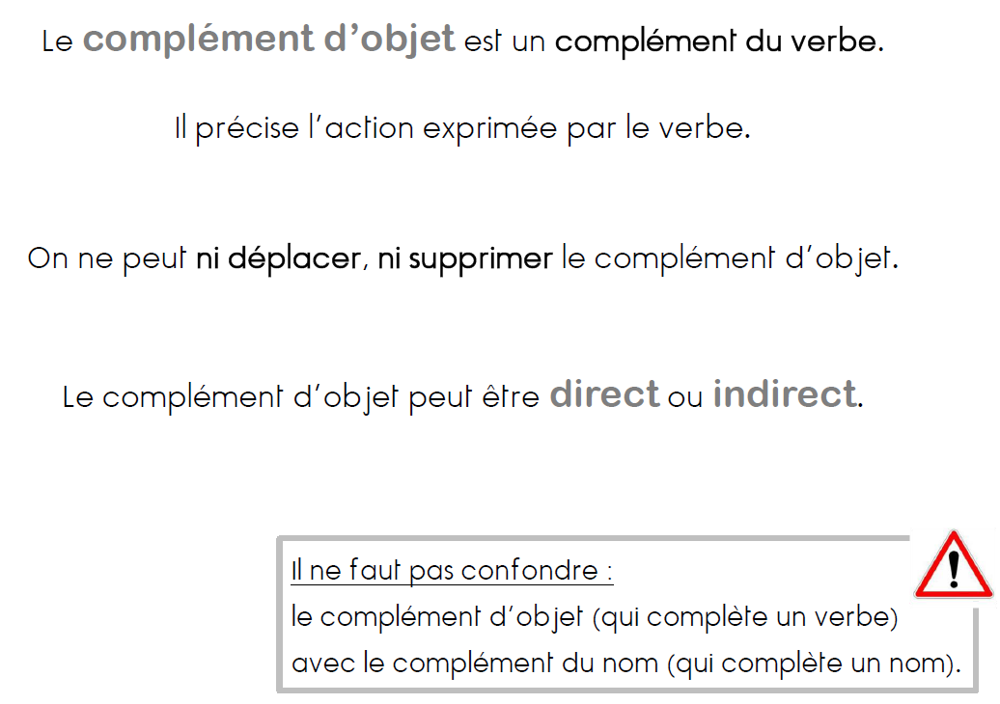 Le complément d’objet est un complément du verbe.
Il précise l’action exprimée par le verbe.
On ne peut ni déplacer, ni supprimer le complément d’objet.
Le complément d’objet peut être direct ou indirect.
Il ne faut pas confondre :
le complément d’objet (qui complète un verbe)
avec le complément du nom (qui complète un nom).